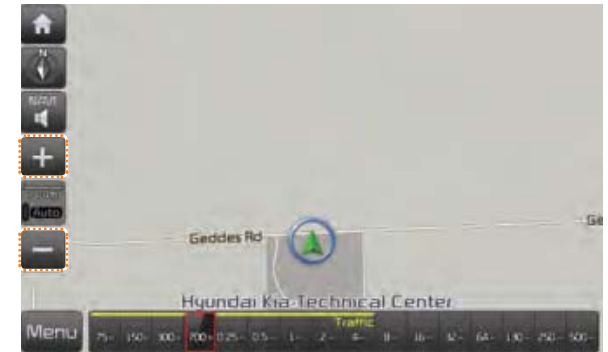 N
NAVI
+
Auto
−
Geddes Rd
Ge
Hyundai Kia Technical Center
Traffic
Menu
75- 150- 300- 700- 0.25- 0.5- 1- 2- 4- 8- 16- 32- 64- 130- 250- 500-